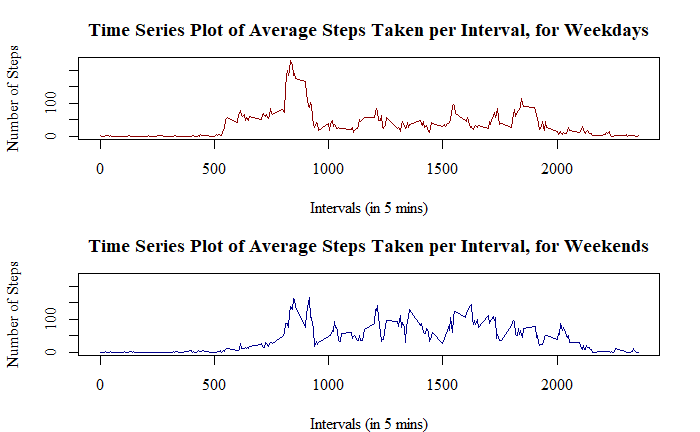 Time Series Plot of Average Steps Taken per Interval, for Weekdays
Number of Steps
100
0
0 500 1000 1500 2000
Intervals (in 5 mins)
Time Series Plot of Average Steps Taken per Interval, for Weekends
Number of Steps
100
0
0 500 1000 1500 2000
Intervals (in 5 mins)